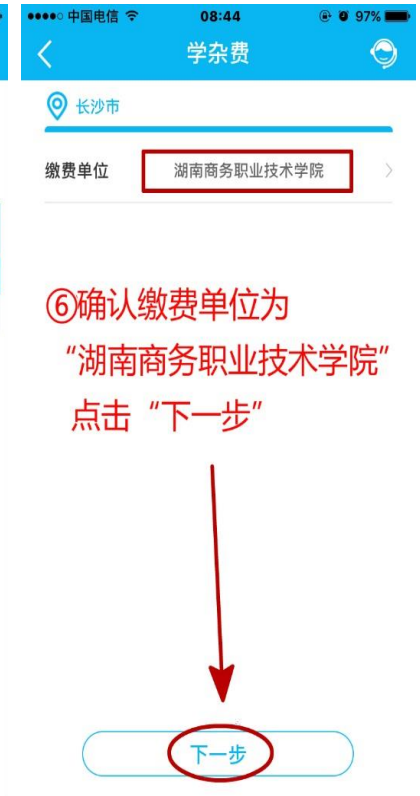 中国电信 08:44 97%
学杂费
长沙市
缴费单位 湖南商务职业技术学院
⑥确认缴费单位为
“湖南商务职业技术学院”
点击“下一步”
下一步